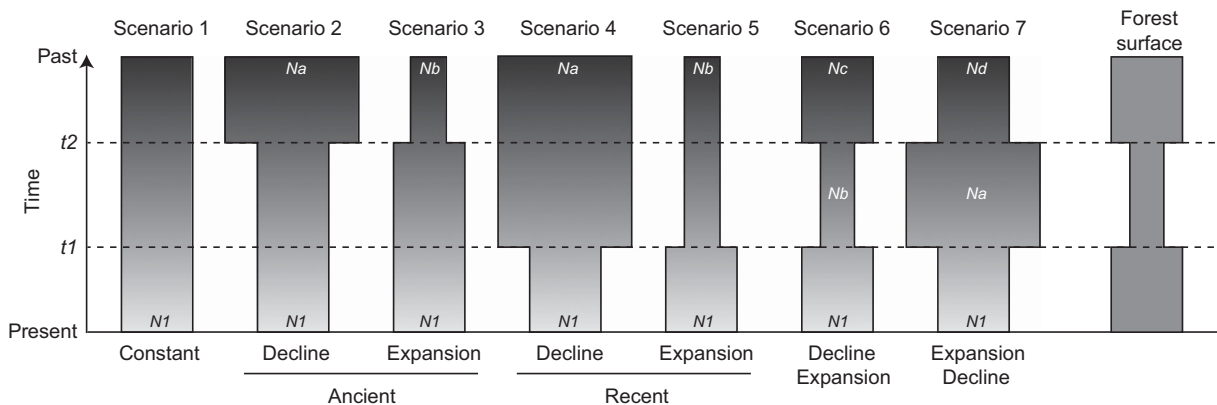 Scenario 1 Scenario 2 Scenario 3 Scenario 4 Scenario 5 Scenario 6 Scenario 7 Forest
surface
Past Na Nb Na Nb Nc Nd
t2
Time
Nb Na
t1
Present N1 N1 N1 N1 N1 N1 N1
Constant Decline Expansion Decline Expansion Decline Expansion
Expansion Decline
Ancient Recent